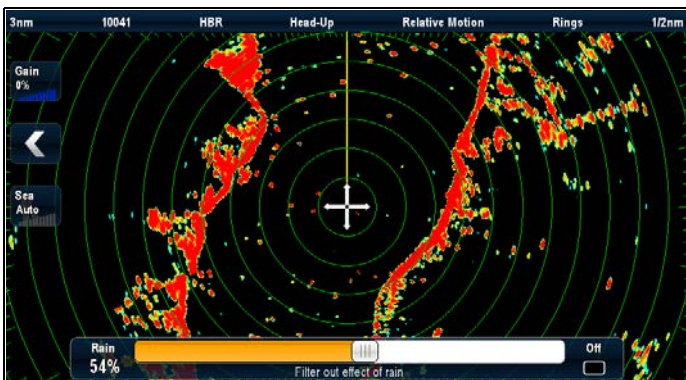 3nm 10041 HBR Head-Up Relative Motion Rings 1/2nm
Gain
0%
Sea
Auto
Rain
54%
Filter out effect of rain
Off